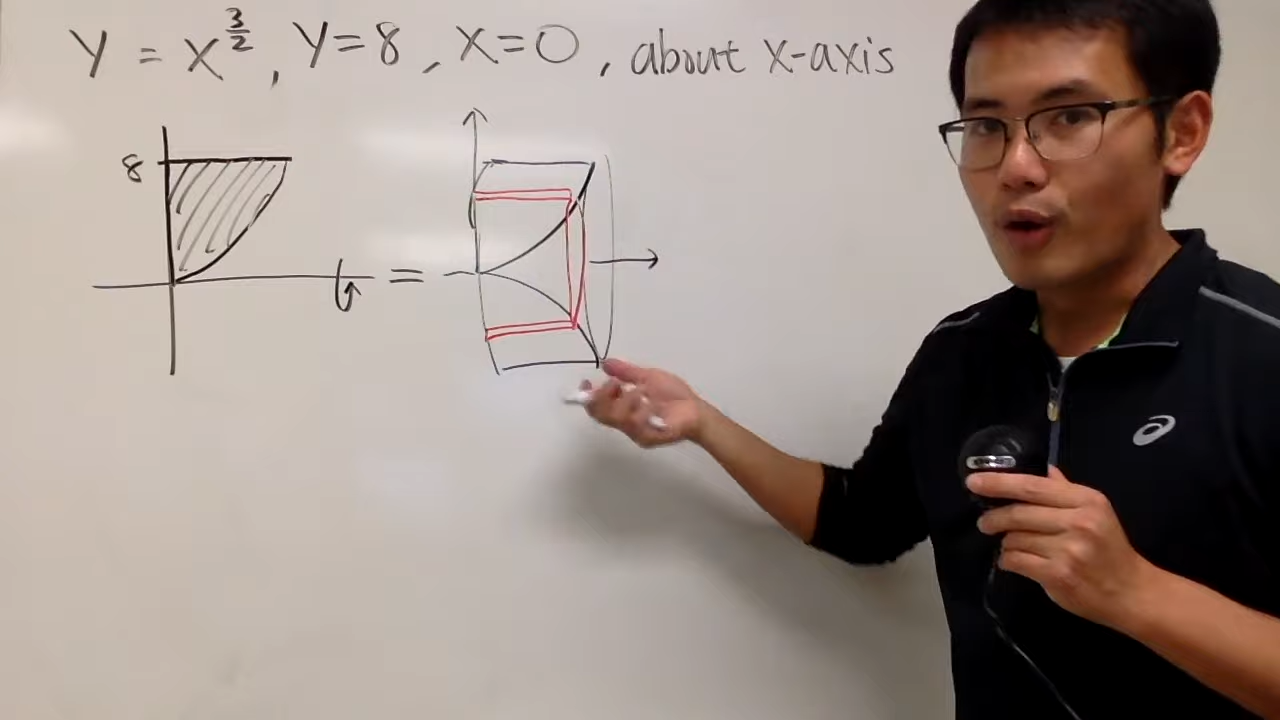 Y = X^{3/2}, Y=8, X=0, about x-axis
8
=